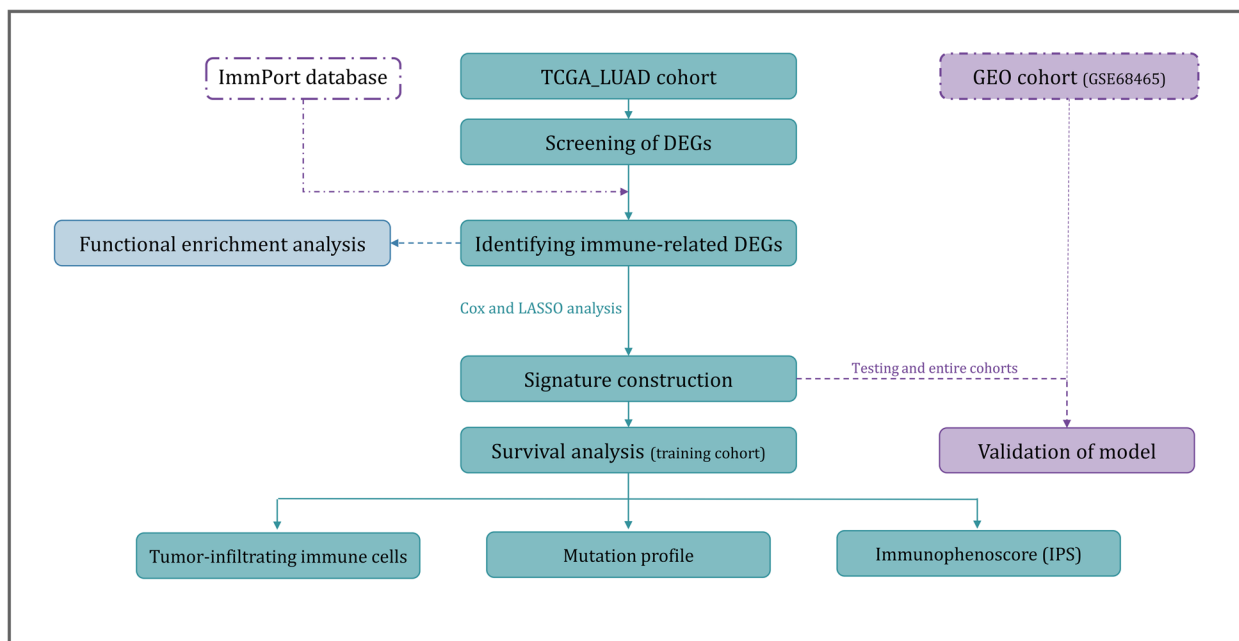 ImmPort database
TCGA_LUAD cohort
GEO cohort (GSE68465)
Screening of DEGs
Functional enrichment analysis
Identifying immune-related DEGs
Cox and LASSO analysis
Signature construction
Testing and entire cohorts
Survival analysis (training cohort)
Validation of model
Tumor-infiltrating immune cells
Mutation profile
Immunophenoscore (IPS)